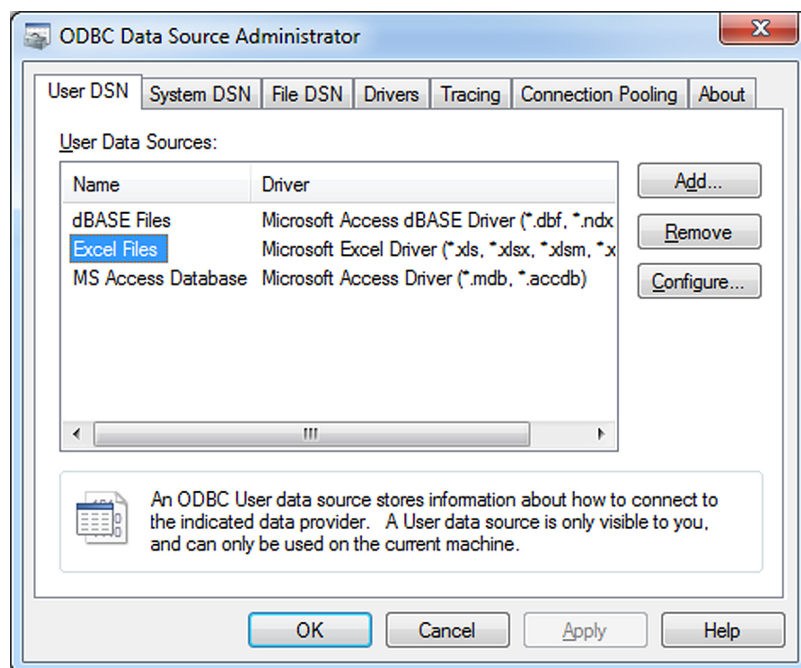 ODBC Data Source Administrator
User DSN System DSN File DSN Drivers Tracing Connection Pooling About
User Data Sources:
Name Driver
dBASE Files Microsoft Access dBASE Driver (*.dbf, *.ndx
Excel Files Microsoft Excel Driver (*.xls, *.xlsx, *.xlsm, *.x
MS Access Database Microsoft Access Driver (*.mdb, *.accdb)
Add...
Remove
Configure...
An ODBC User data source stores information about how to connect to
the indicated data provider. A User data source is only visible to you,
and can only be used on the current machine.
OK Cancel Apply Help